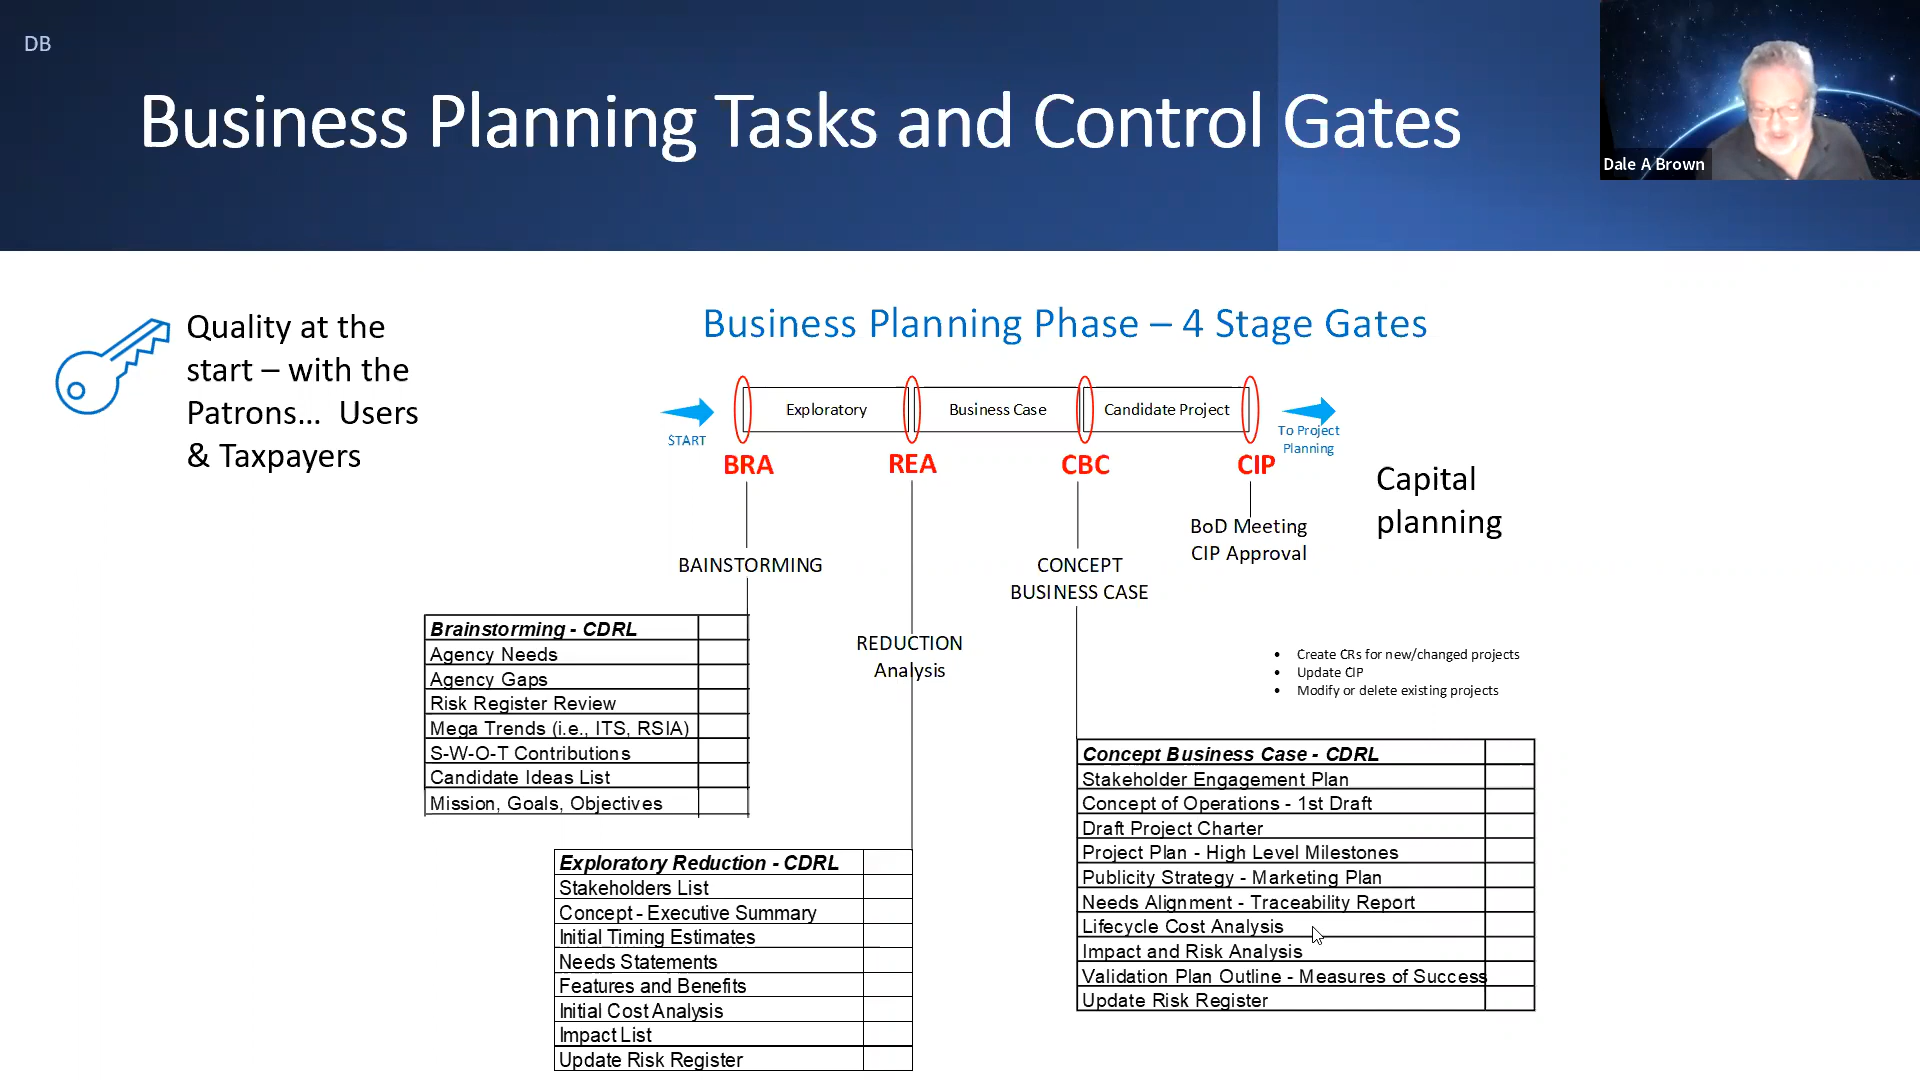 DB
Business Planning Tasks and Control Gates
Dale A Brown
Quality at the
start – with the
Patrons... Users
& Taxpayers
Business Planning Phase – 4 Stage Gates
START
Exploratory
Business Case
Candidate Project
To Project
Planning
BRA
REA
CBC
CIP
Capital
planning
BAINSTORMING
REDUCTION
Analysis
CONCEPT
BUSINESS CASE
BoD Meeting
CIP Approval
Brainstorming - CDRL
Agency Needs
Agency Gaps
Risk Register Review
Mega Trends (i.e., ITS, RSIA)
S-W-O-T Contributions
Candidate Ideas List
Mission, Goals, Objectives
• Create CRs for new/changed projects
• Update CIP
• Modify or delete existing projects
Exploratory Reduction - CDRL
Stakeholders List
Concept - Executive Summary
Initial Timing Estimates
Needs Statements
Features and Benefits
Initial Cost Analysis
Impact List
Update Risk Register
Concept Business Case - CDRL
Stakeholder Engagement Plan
Concept of Operations - 1st Draft
Draft Project Charter
Project Plan - High Level Milestones
Publicity Strategy - Marketing Plan
Needs Alignment - Traceability Report
Lifecycle Cost Analysis
Impact and Risk Analysis
Validation Plan Outline - Measures of Success
Update Risk Register